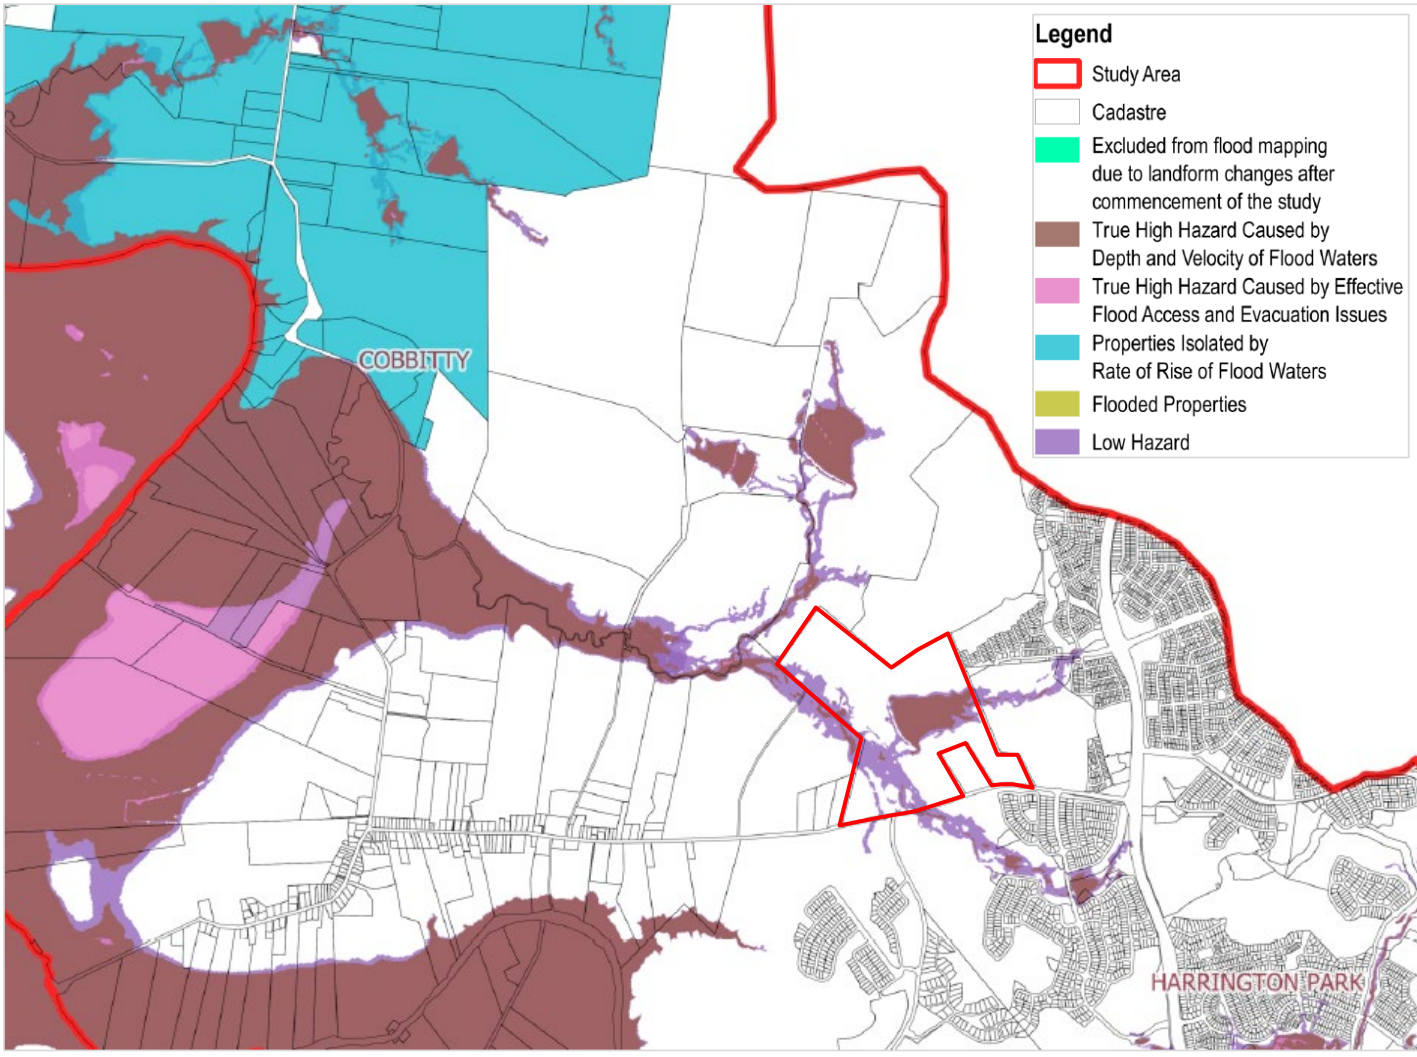 Legend
Study Area
Cadastre
Excluded from flood mapping
due to landform changes after
commencement of the study
True High Hazard Caused by
Depth and Velocity of Flood Waters
True High Hazard Caused by Effective
Flood Access and Evacuation Issues
Properties Isolated by
Rate of Rise of Flood Waters
Flooded Properties
Low Hazard
COBBITTY
HARRINGTON PARK